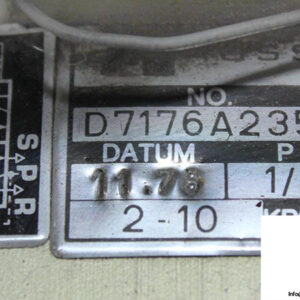 NO.
D7176A235
DATUM P
11.78 1/
2-10
S P R